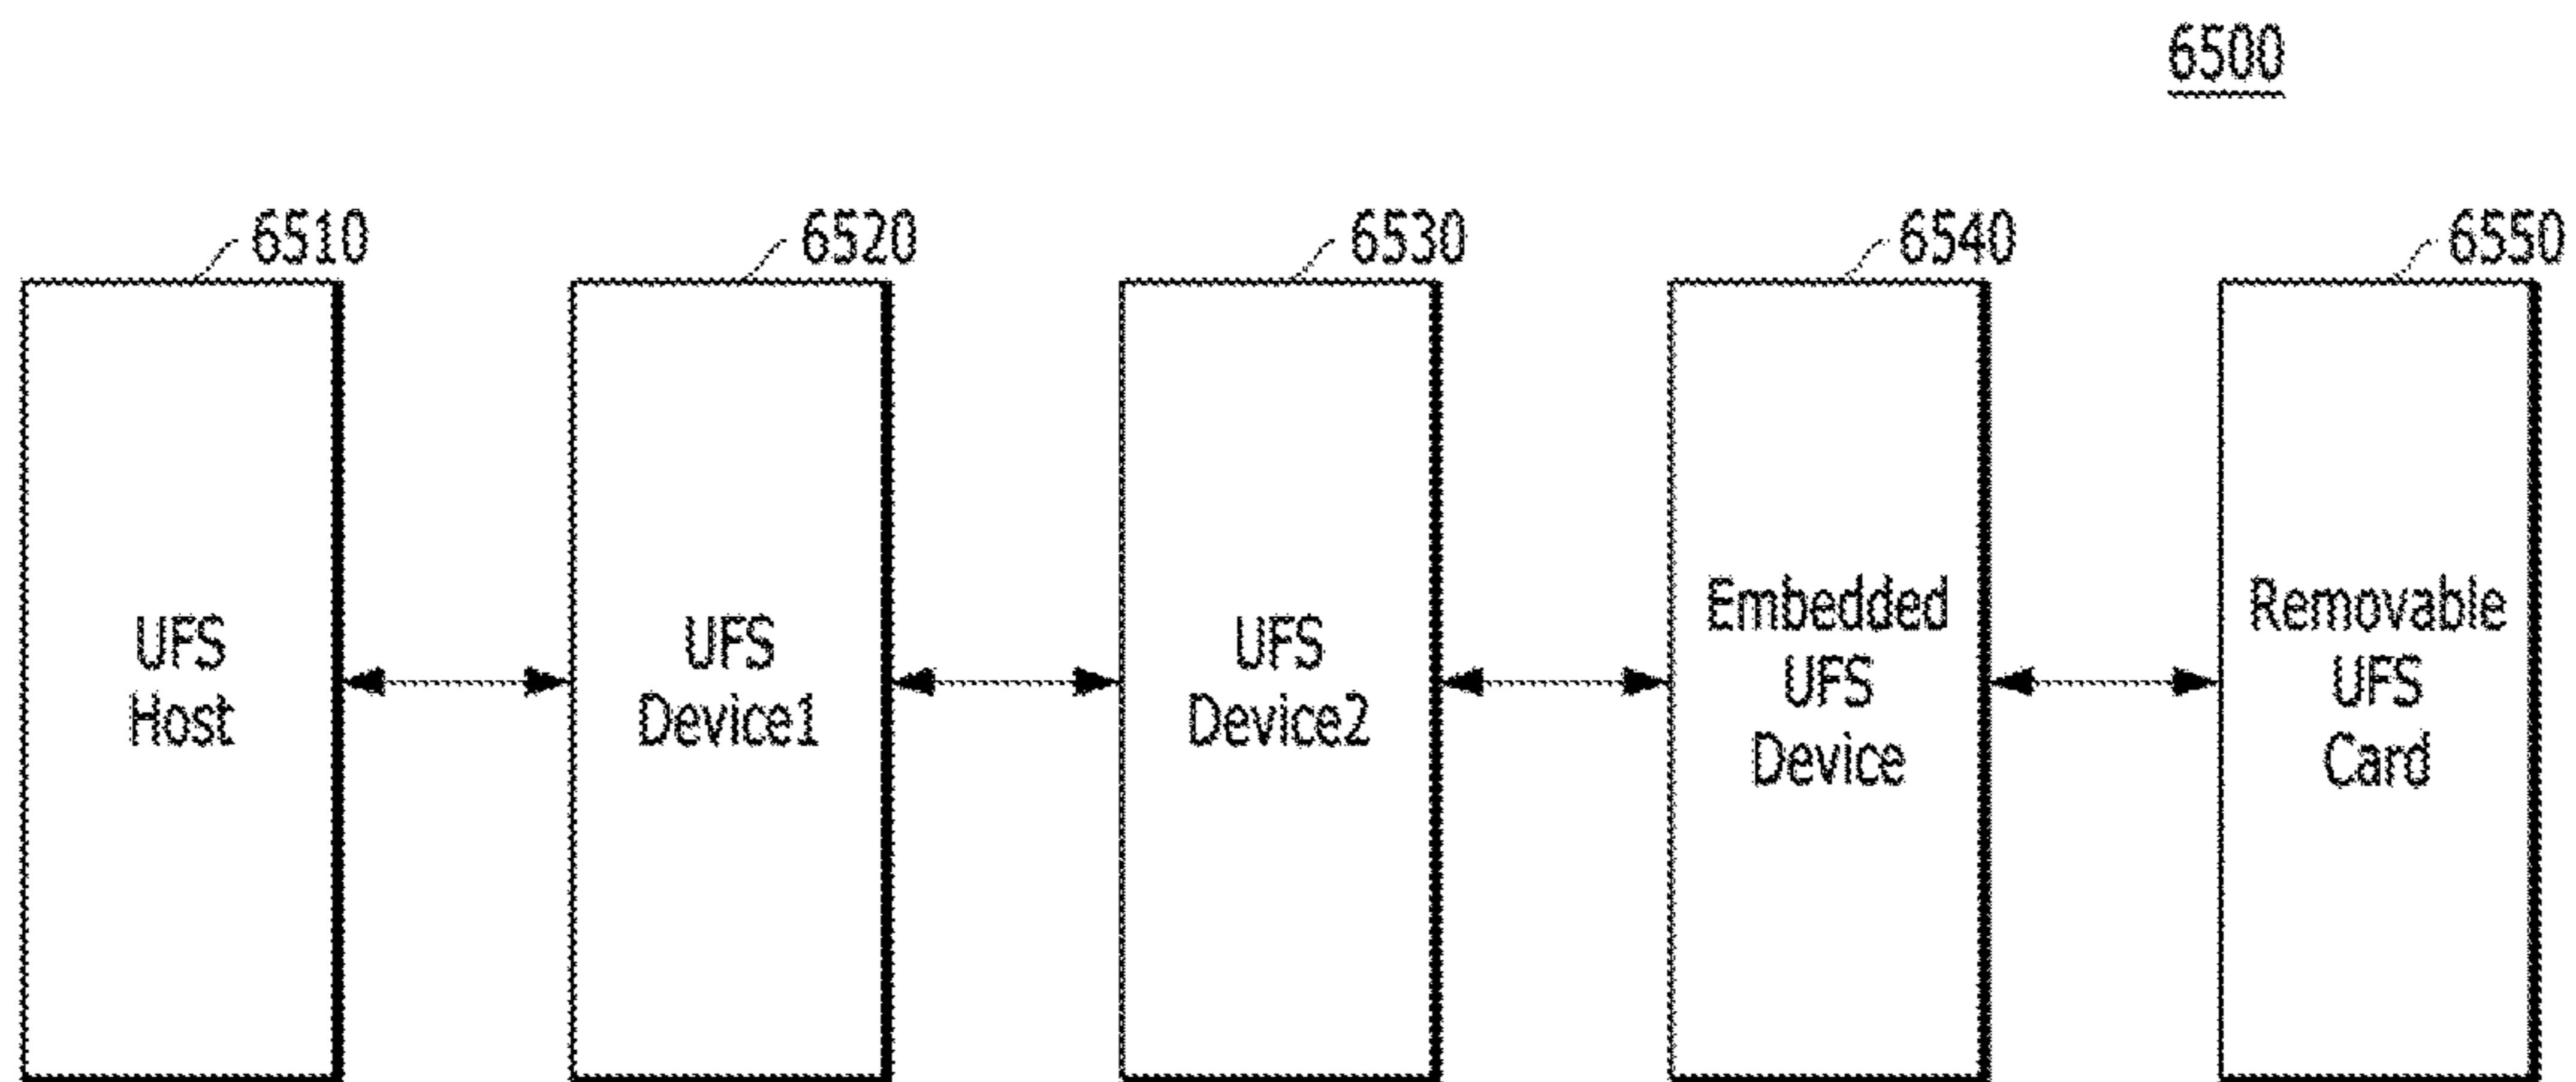 6500
6510
6520
6530
6540
6550
UFS
Host
UFS
Device1
UFS
Device2
Embedded
UFS
Device
Removable
UFS
Card